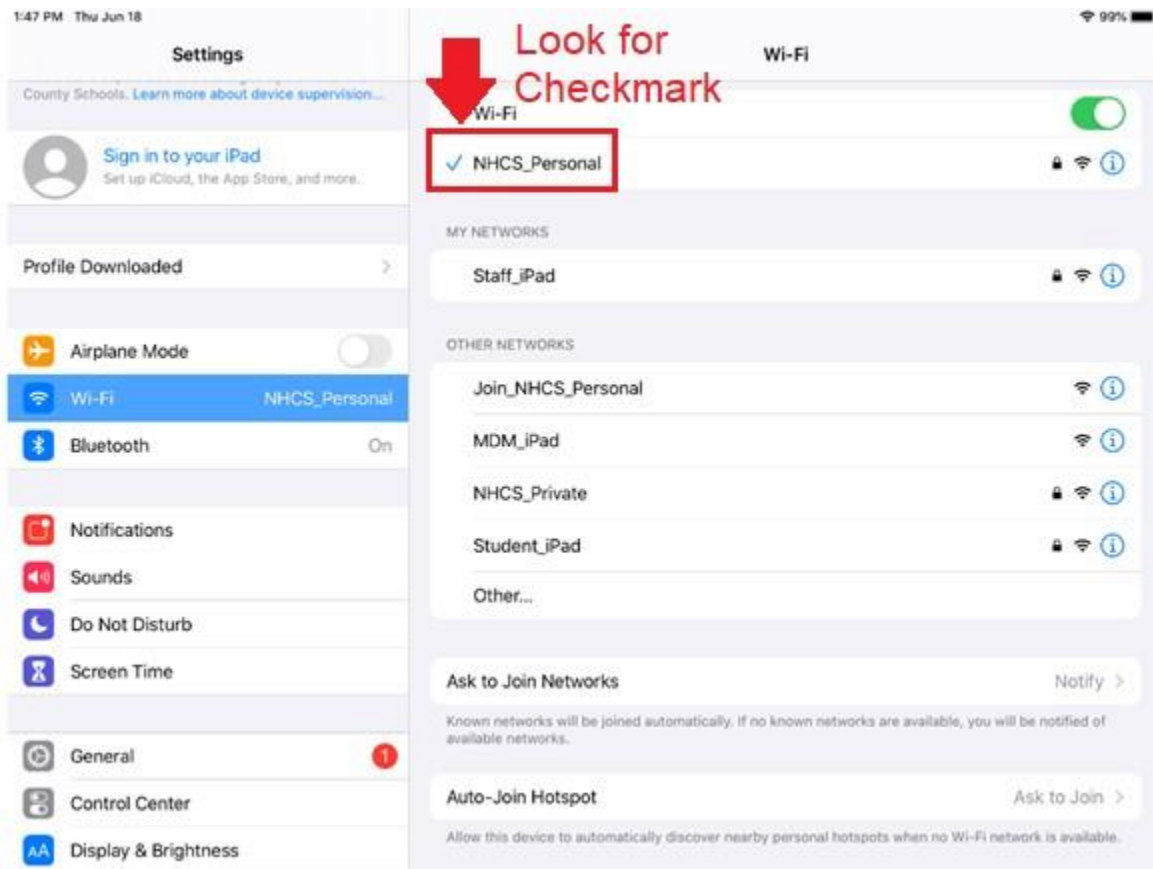 1:47 PM Thu Jun 18
99%
Settings
County Schools. Learn more about device supervision...
Sign in to your iPad
Set up iCloud, the App Store, and more.
Profile Downloaded
Airplane Mode
Wi-Fi NHCS_Personal
Bluetooth On
Notifications
Sounds
Do Not Disturb
Screen Time
General 1
Control Center
AA Display & Brightness
Look for
Checkmark
Wi-Fi
Wi-Fi
NHCS_Personal
MY NETWORKS
Staff_iPad
OTHER NETWORKS
Join_NHCS_Personal
MDM_iPad
NHCS_Private
Student_iPad
Other...
Ask to Join Networks Notify
Known networks will be joined automatically. If no known networks are available, you will be notified of
available networks.
Auto-Join Hotspot Ask to Join
Allow this device to automatically discover nearby personal hotspots when no Wi-Fi network is available.